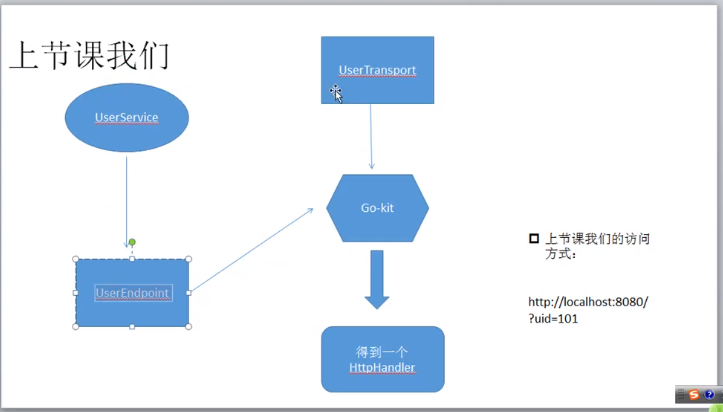 上节课我们
UserTransport
UserService
Go-kit
UserEndpoint
得到一个
HttpHandler
上节课我们的访问
方式：
http://localhost:8080/
?uid=101